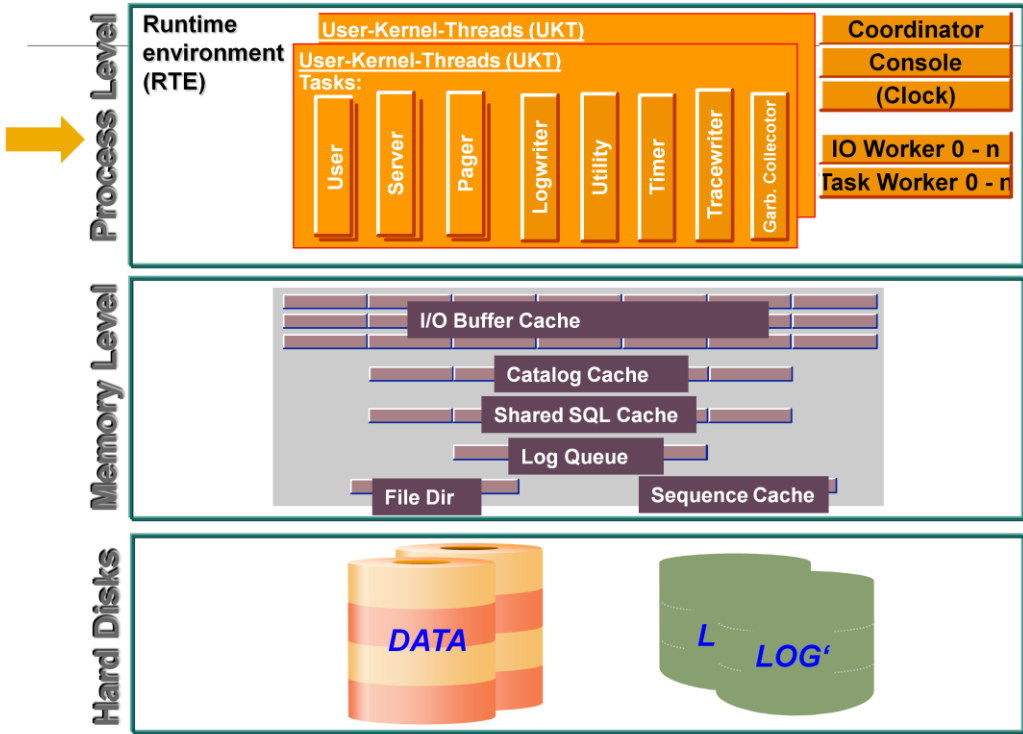 Process Level
Runtime
environment
(RTE)
User-Kernel-Threads (UKT)
User-Kernel-Threads (UKT)
Tasks:
User
Server
Pager
Logwriter
Utility
Timer
Tracewriter
Garb. Collecotor
Coordinator
Console
(Clock)
IO Worker 0 - n
Task Worker 0 - n
Memory Level
I/O Buffer Cache
Catalog Cache
Shared SQL Cache
Log Queue
File Dir
Sequence Cache
Hard Disks
DATA
L
LOG‘